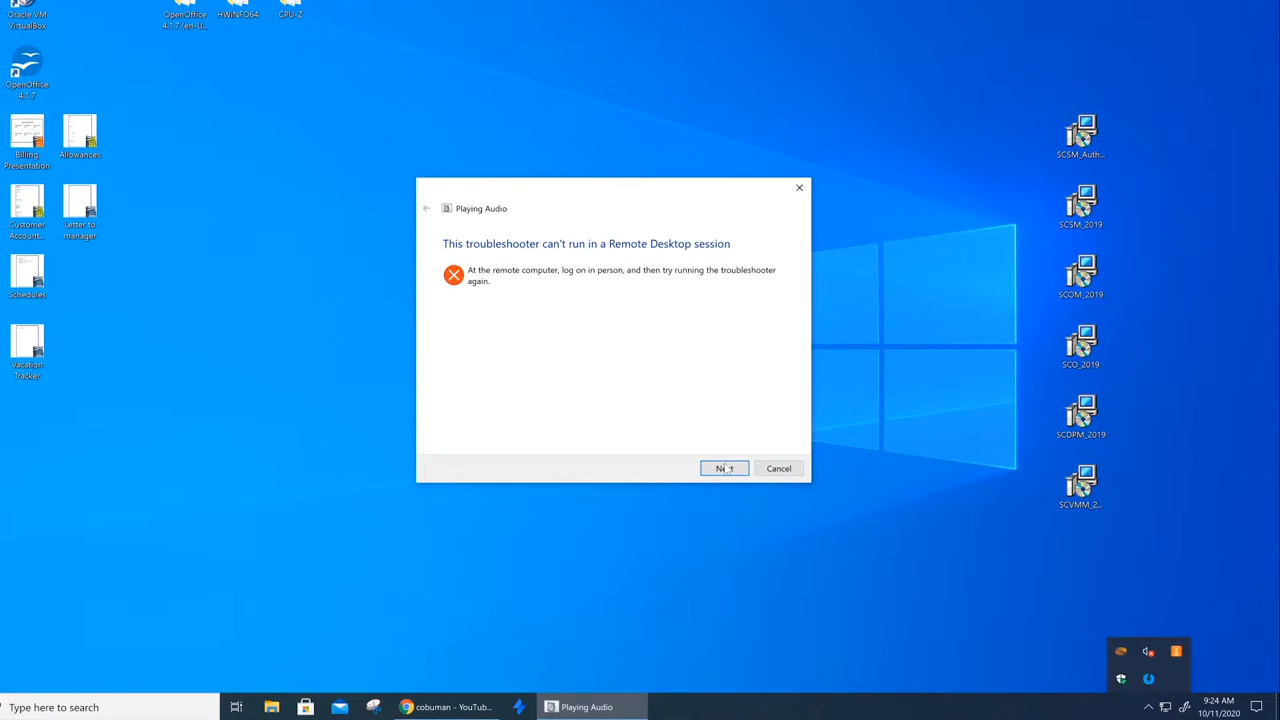 Oracle VM
VirtualBox
OpenOffice
4.1.7 (en-U...
HWiNFO64
CPU-Z
OpenOffice
4.1.7
Billing
Presentation
Allowances
Customer
Account...
Letter to
manager
Schedules
Vacation
Tracker
SCSM_Auth...
SCSM_2019
SCOM_2019
SCO_2019
SCDPM_2019
SCVMM_2...
Playing Audio
This troubleshooter can't run in a Remote Desktop session
At the remote computer, log on in person, and then try running the troubleshooter
again.
Next
Cancel
Type here to search
cobuman - YouTub...
Playing Audio
9:24 AM
10/11/2020